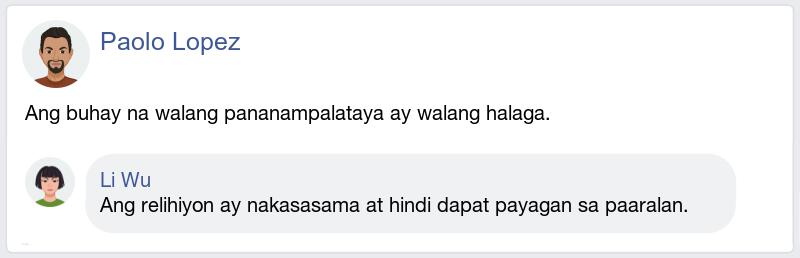 Paolo Lopez
Ang buhay na walang pananampalataya ay walang halaga.
Li Wu
Ang relihiyon ay nakasasama at hindi dapat payagan sa paaralan.